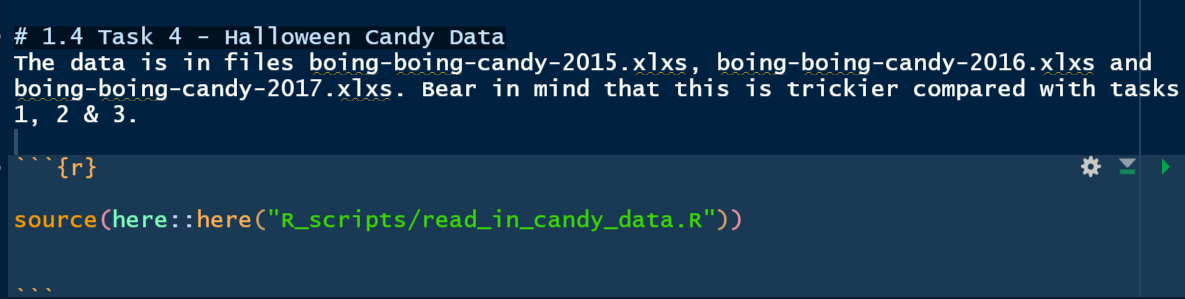 # 1.4 Task 4 - Halloween Candy Data
The data is in files boing-boing-candy-2015.xlxs, boing-boing-candy-2016.xlxs and
boing-boing-candy-2017.xlxs. Bear in mind that this is trickier compared with tasks
1, 2 & 3.
```{r}
source(here::here("R_scripts/read_in_candy_data.R"))
```